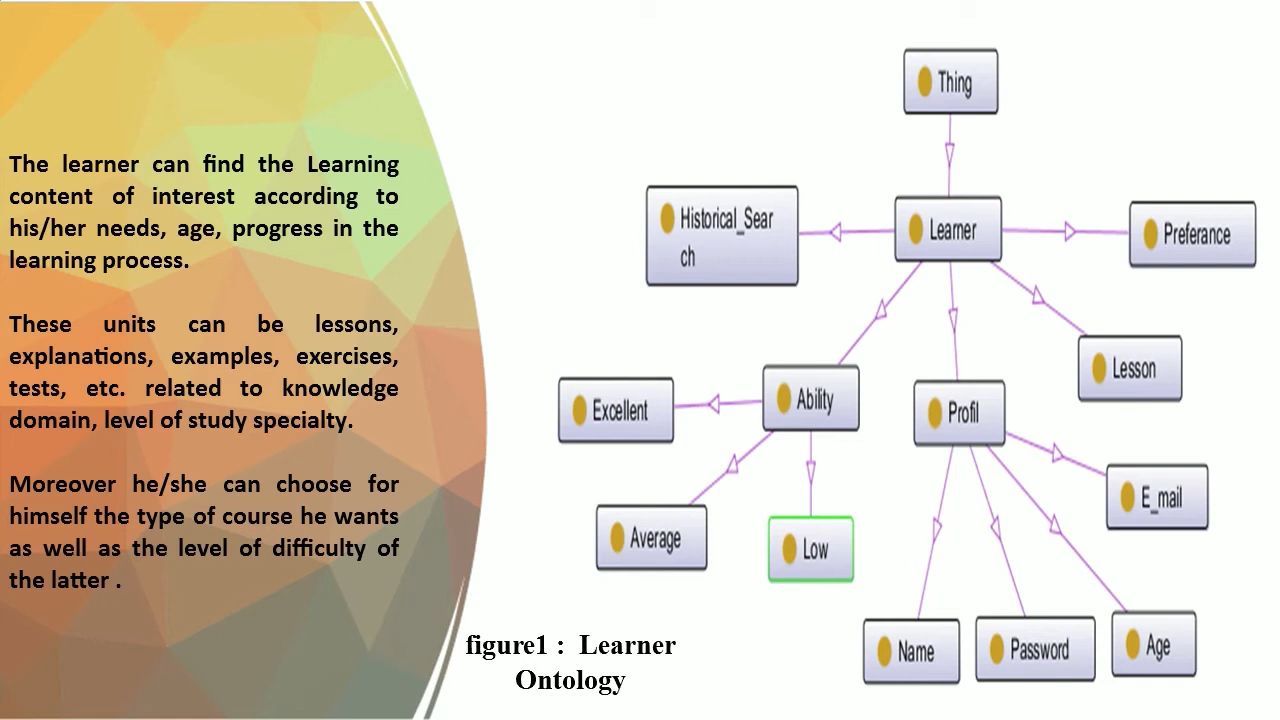 The learner can find the Learning
content of interest according to
his/her needs, age, progress in the
learning process.
These units can be lessons,
explanations, examples, exercises,
tests, etc. related to knowledge
domain, level of study specialty.
Moreover he/she can choose for
himself the type of course he wants
as well as the level of difficulty of
the latter .
Thing
Historical_Sear
ch
Learner
Preferance
Lesson
Excellent
Ability
Profil
E_mail
Average
Low
Name
Password
Age
figure1 : Learner
Ontology